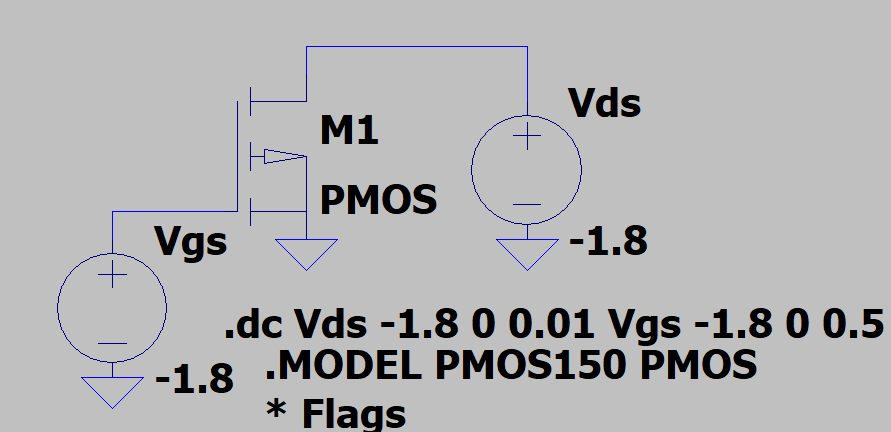 Vds
M1
PMOS
Vgs
-1.8
.dc Vds -1.8 0 0.01 Vgs -1.8 0 0.5
-1.8
.MODEL PMOS150 PMOS
* Flags